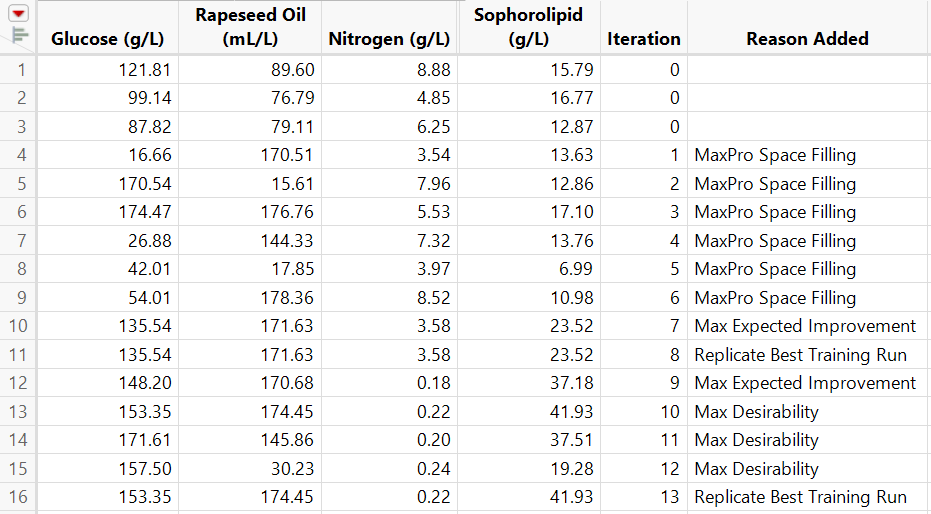 Glucose (g/L) Rapeseed Oil (mL/L) Nitrogen (g/L) Sophorolipid (g/L) Iteration Reason Added
1 121.81 89.60 8.88 15.79 0
2 99.14 76.79 4.85 16.77 0
3 87.82 79.11 6.25 12.87 0
4 16.66 170.51 3.54 13.63 1 MaxPro Space Filling
5 170.54 15.61 7.96 12.86 2 MaxPro Space Filling
6 174.47 176.76 5.53 17.10 3 MaxPro Space Filling
7 26.88 144.33 7.32 13.76 4 MaxPro Space Filling
8 42.01 17.85 3.97 6.99 5 MaxPro Space Filling
9 54.01 178.36 8.52 10.98 6 MaxPro Space Filling
10 135.54 171.63 3.58 23.52 7 Max Expected Improvement
11 135.54 171.63 3.58 23.52 8 Replicate Best Training Run
12 148.20 170.68 0.18 37.18 9 Max Expected Improvement
13 153.35 174.45 0.22 41.93 10 Max Desirability
14 171.61 145.86 0.20 37.51 11 Max Desirability
15 157.50 30.23 0.24 19.28 12 Max Desirability
16 153.35 174.45 0.22 41.93 13 Replicate Best Training Run